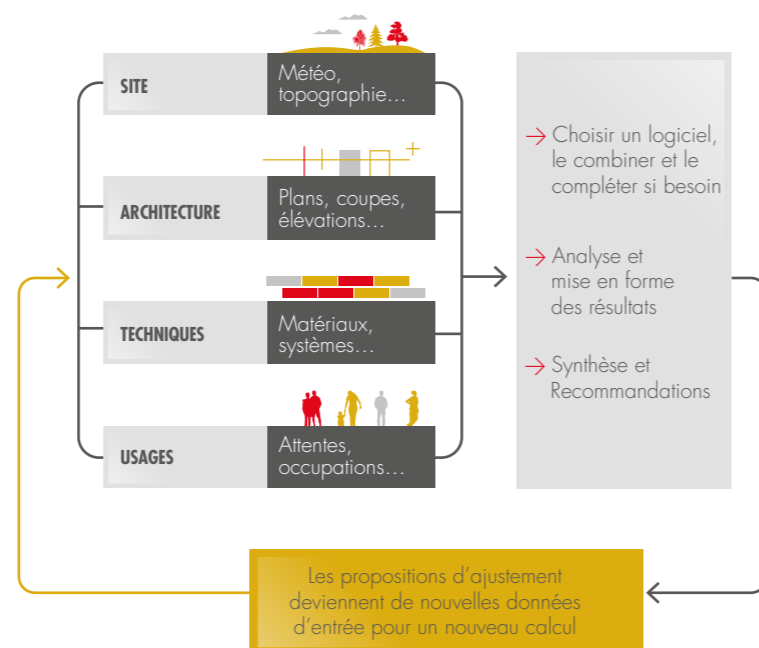 SITE
Météo,
topographie...
ARCHITECTURE
Plans, coupes,
élévations...
TECHNIQUES
Matériaux,
systèmes...
USAGES
Attentes,
occupations...
→ Choisir un logiciel,
le combiner et le
compléter si besoin
→ Analyse et
mise en forme
des résultats
→ Synthèse et
Recommandations
Les propositions d’ajustement
deviennent de nouvelles données
d’entrée pour un nouveau calcul